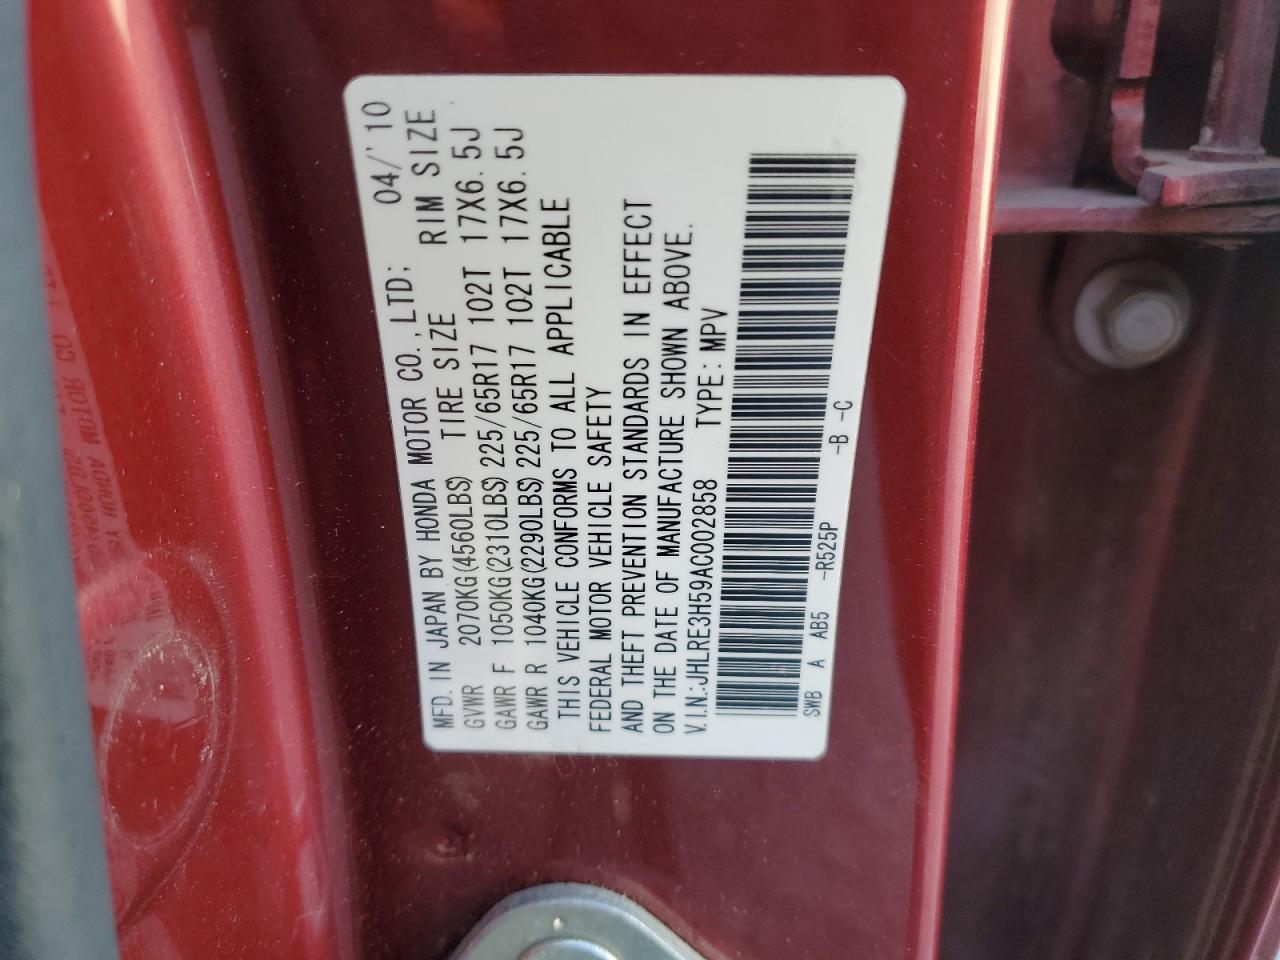 MFD. IN JAPAN BY HONDA MOTOR CO.,LTD: 04/'10
GVWR 2070KG(4560LBS) TIRE SIZE RIM SIZE
GAWR F 1050KG(2310LBS) 225/65R17 102T 17X6.5J
GAWR R 1040KG(2290LBS) 225/65R17 102T 17X6.5J
THIS VEHICLE CONFORMS TO ALL APPLICABLE
FEDERAL MOTOR VEHICLE SAFETY
AND THEFT PREVENTION STANDARDS IN EFFECT
ON THE DATE OF MANUFACTURE SHOWN ABOVE.
V.I.N.:JHLRE3H59AC002858 TYPE:MPV
SWB A AB5 -R525P -B -C